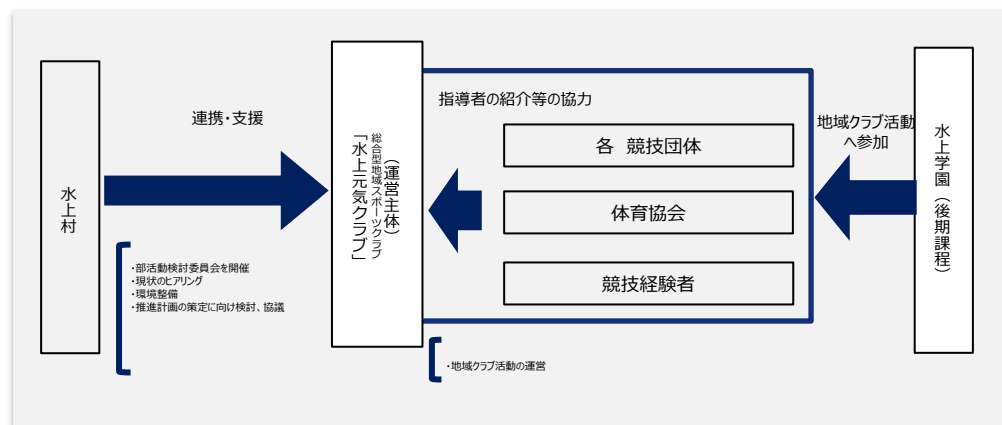 水上村
連携・支援
・部活動検討委員会を開催
・現状のヒアリング
・環境整備
・推進計画の策定に向け検討、協議
(運営主体)
総合型地域スポーツクラブ
「水上元気クラブ」
・地域クラブ活動の運営
指導者の紹介等の協力
各 競技団体
体育協会
競技経験者
地域クラブ活動
へ参加
水上学園(後期課程)